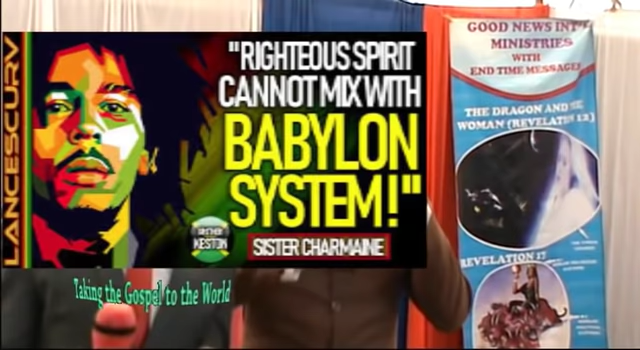 LANCESCURV
"RIGHTEOUS SPIRIT
CANNOT MIX WITH
BABYLON
SYSTEM!"
BROTHER
KESTON
SISTER CHARMAINE
Taking the Gospel to the World
GOOD NEWS INT'L
MINISTRIES
WITH
END TIME MESSAGES
THE DRAGON AND THE
WOMAN (REVELATION 12)
REVELATION 17